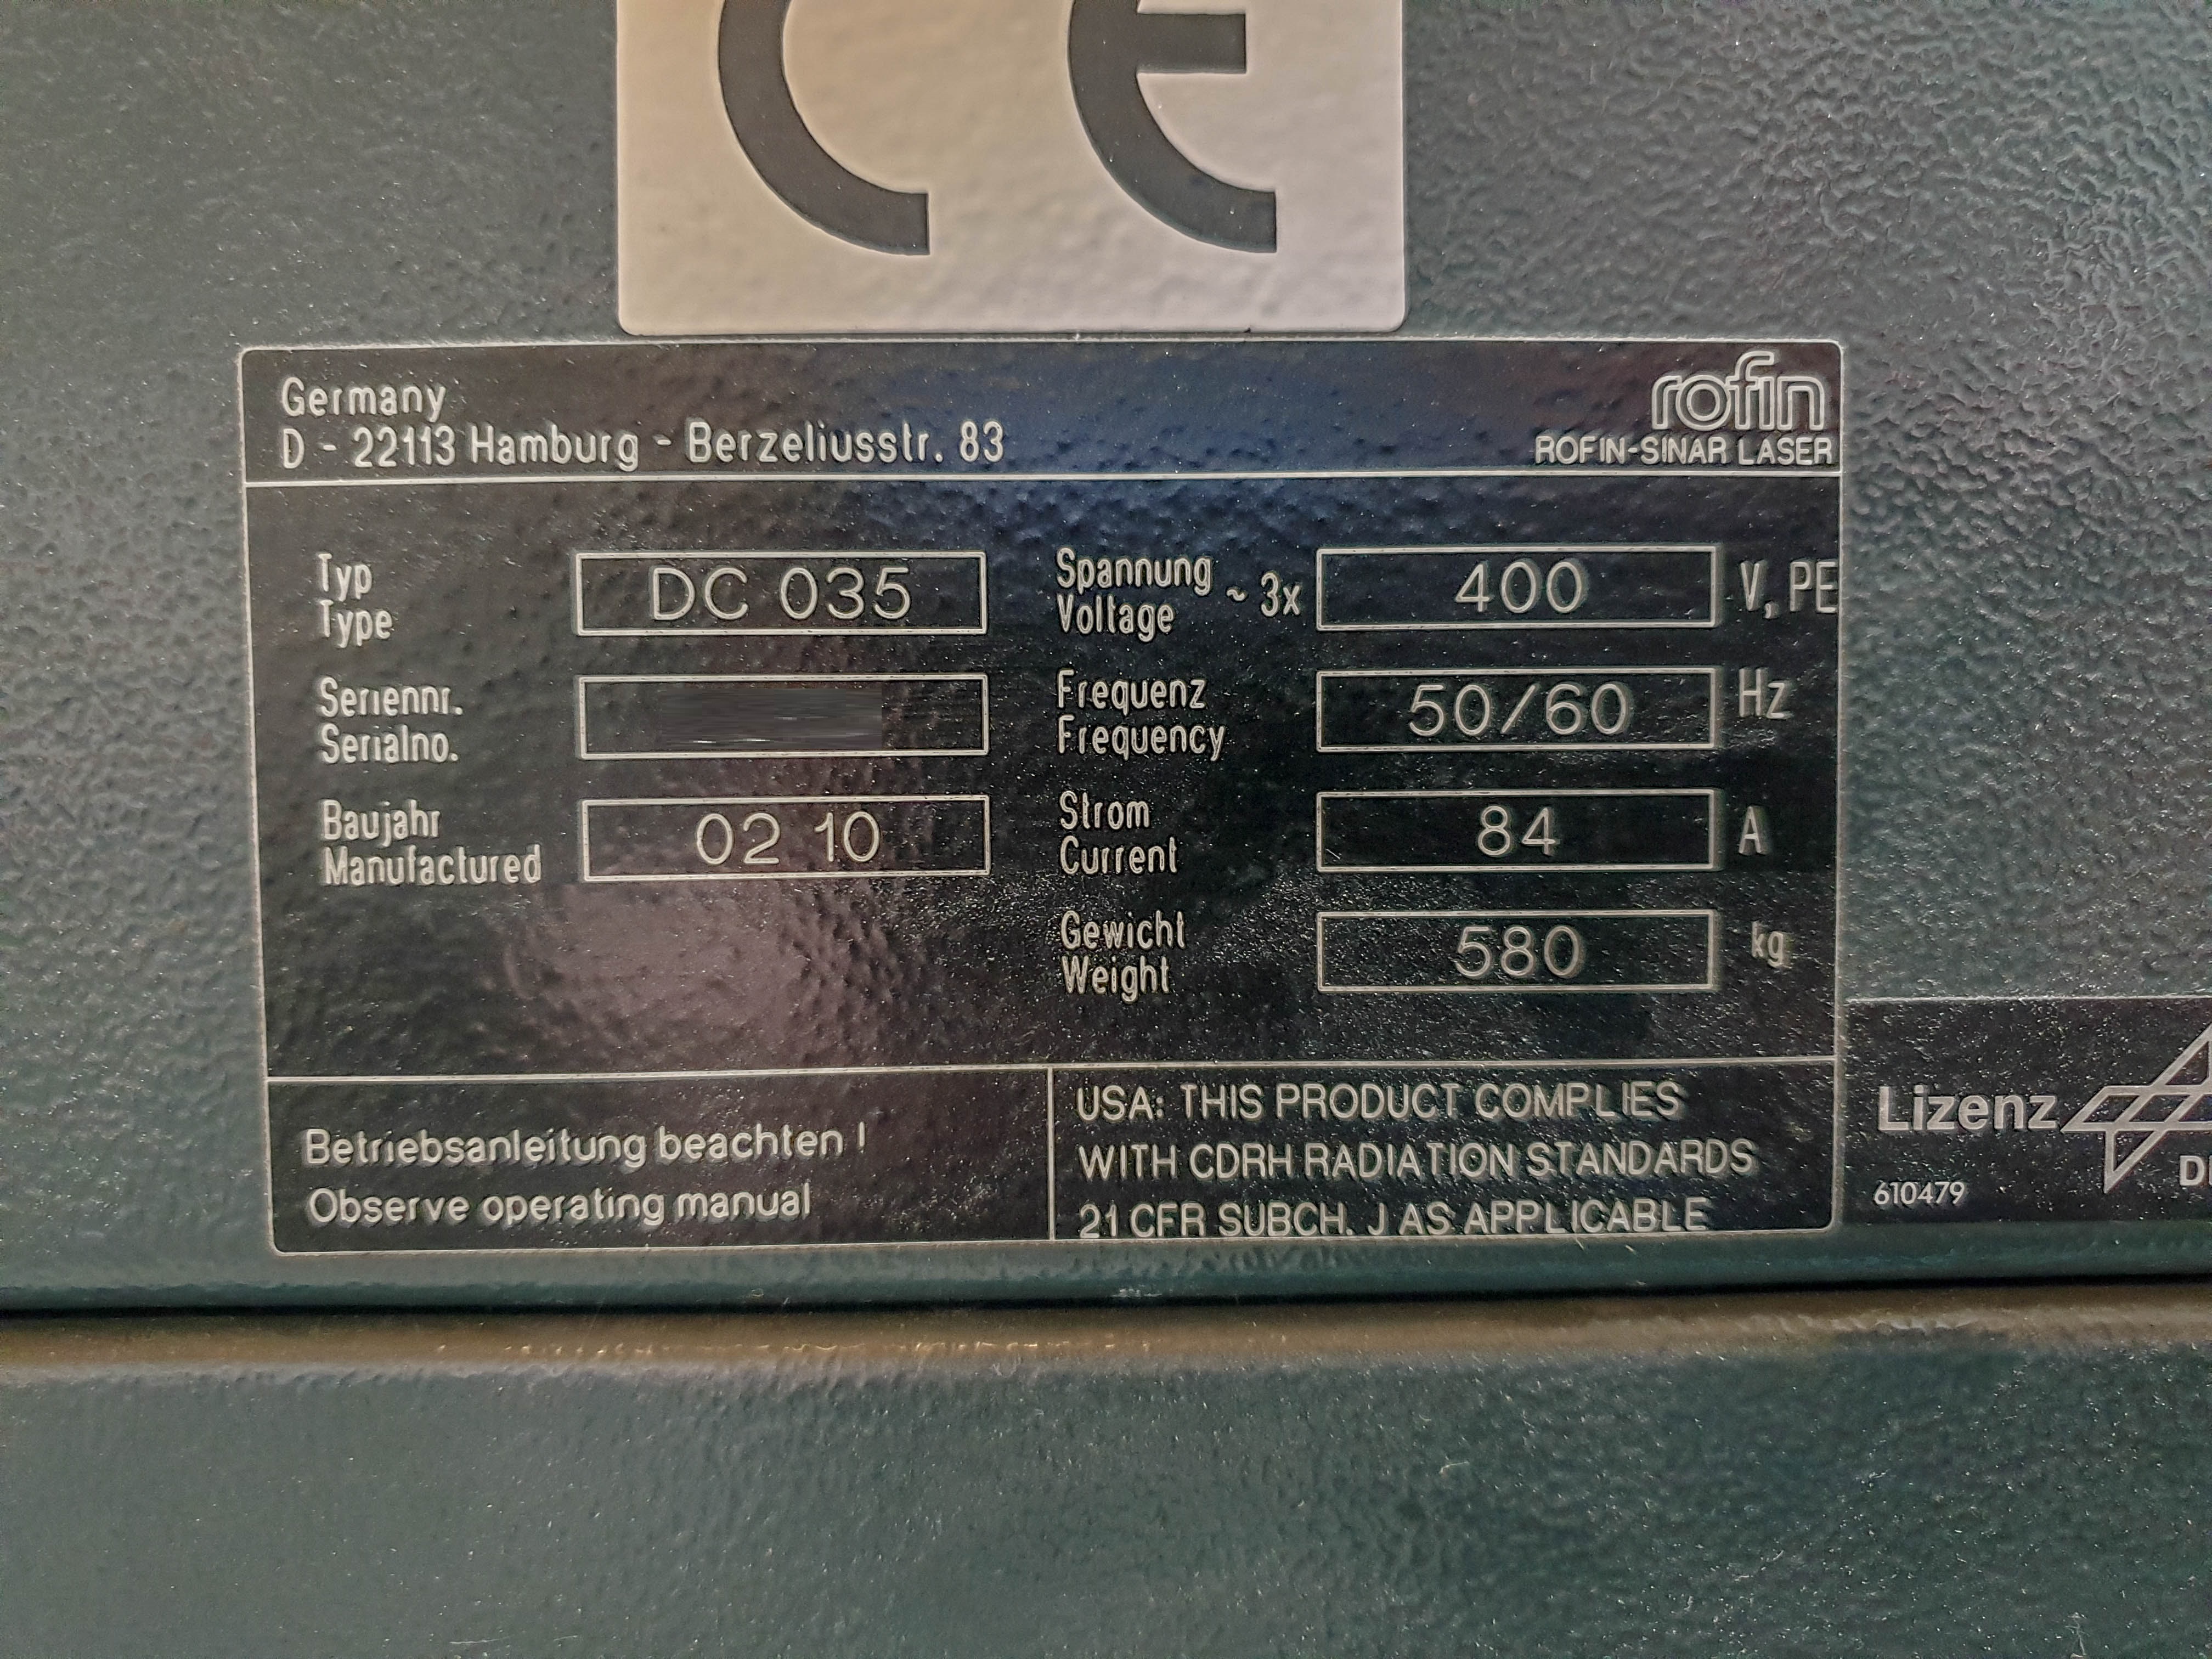 CE
Germany
D - 22113 Hamburg - Berzeliusstr. 83
rofin
ROFIN-SINAR LASER
Typ
Type
DC 035
Spannung
Voltage
~ 3x
400
V, PE
Seriennr.
Serialno.
Frequenz
Frequency
50/60
Hz
Baujahr
Manufactured
02 10
Strom
Current
84
A
Gewicht
Weight
580
kg
Betriebsanleitung beachten !
Observe operating manual
USA: THIS PRODUCT COMPLIES
WITH CDRH RADIATION STANDARDS
21 CFR SUBCH. J AS APPLICABLE
Lizenz
610479